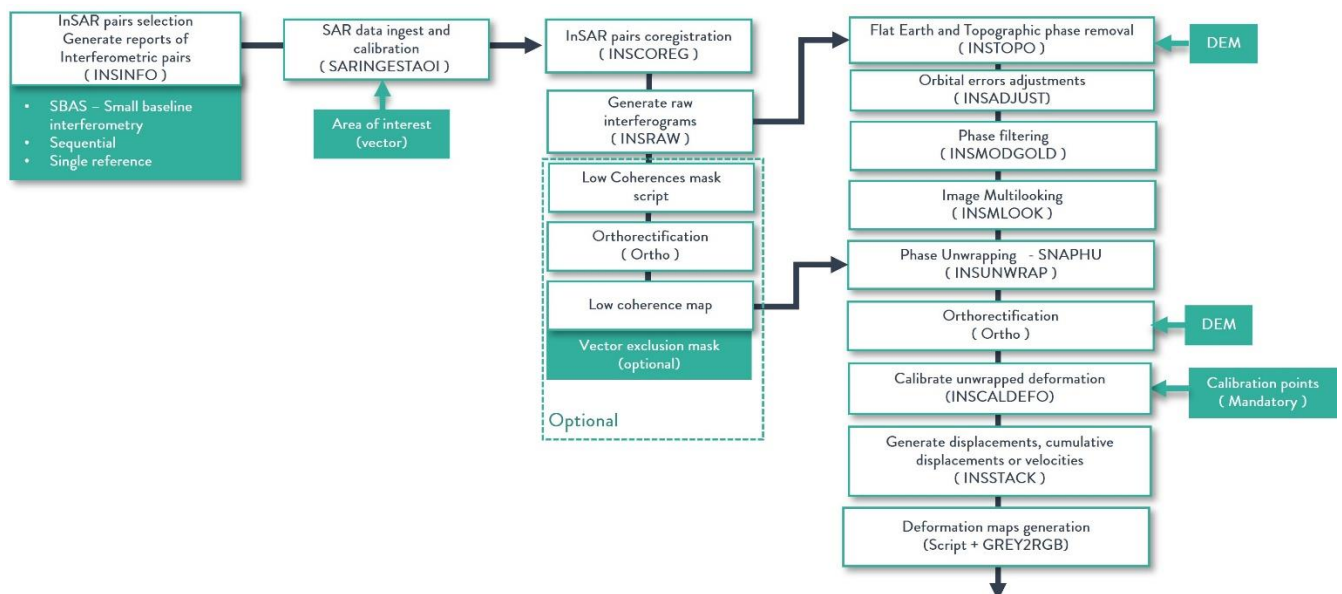 InSAR pairs selection
Generate reports of
Interferometric pairs
( INSINFO )
• SBAS – Small baseline
interferometry
• Sequential
• Single reference
SAR data ingest and
calibration
(SARINGESTAOI )
Area of interest
(vector)
InSAR pairs coregistration
( INSCOREG )
Generate raw
interferograms
( INSRAW )
Low Coherences mask
script
Orthorectification
( Ortho )
Low coherence map
Vector exclusion mask
(optional)
Optional
Flat Earth and Topographic phase removal
( INSTOPO )
DEM
Orbital errors adjustments
( INSADJUST)
Phase filtering
( INSMODGOLD )
Image Multilooking
( INSMLOOK )
Phase Unwrapping - SNAPHU
( INSUNWRAP )
Orthorectification
( Ortho )
DEM
Calibrate unwrapped deformation
(INSCALDEFO)
Calibration points
( Mandatory )
Generate displacements, cumulative
displacements or velocities
( INSSTACK )
Deformation maps generation
(Script + GREY2RGB)